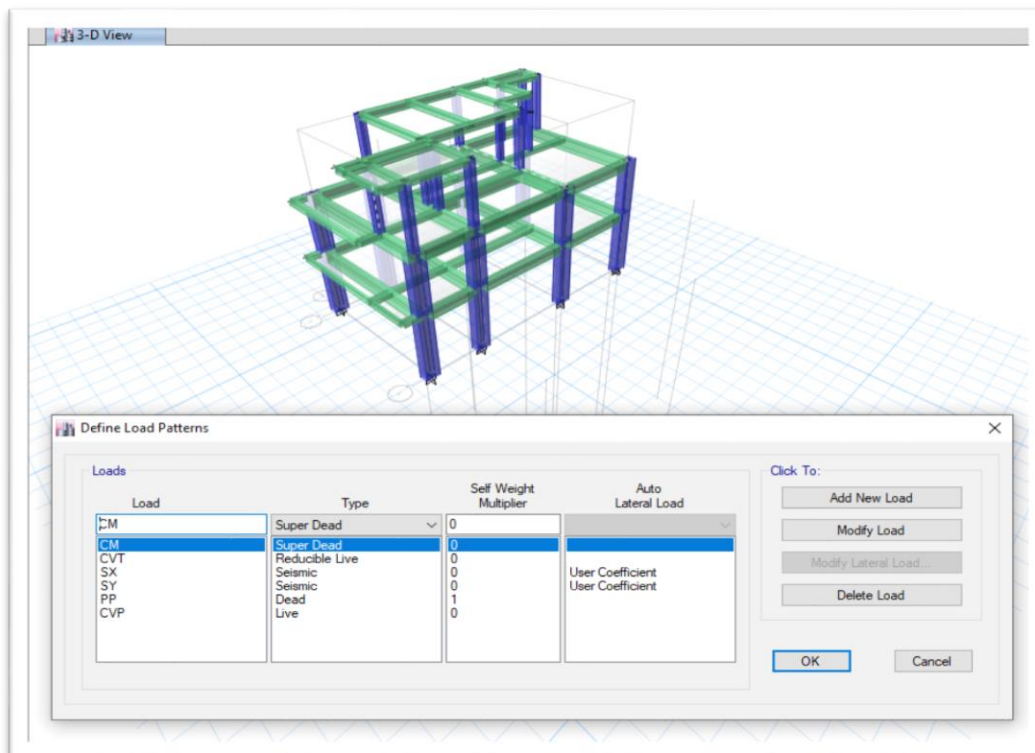 3-D View
Define Load Patterns
Loads
Click To:
Load Type Self Weight Multiplier Auto Lateral Load
CM Super Dead 0
CM Super Dead 0
CVT Reducible Live 0
SX Seismic 0 User Coefficient
SY Seismic 0 User Coefficient
PP Dead 1
CVP Live 0
Add New Load
Modify Load
Modify Lateral Load...
Delete Load
OK Cancel